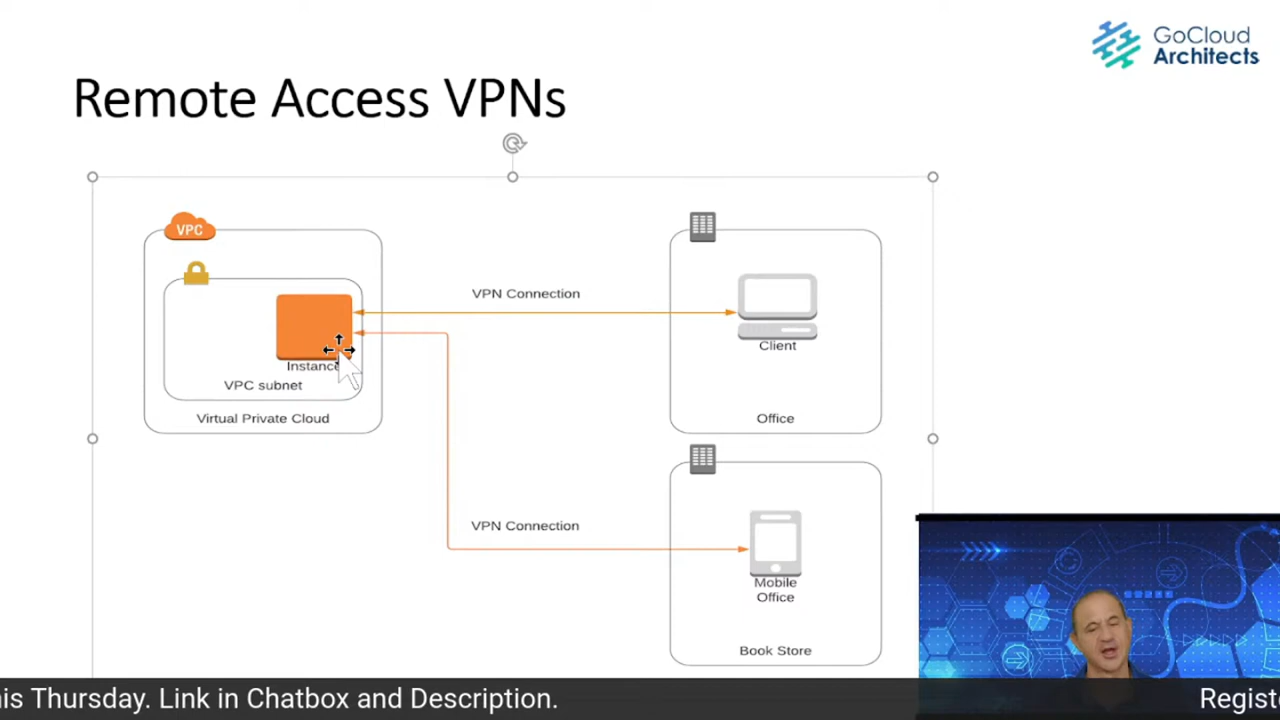 GoCloud
Architects
Remote Access VPNs
VPC
VPN Connection
Instance
Client
VPC subnet
Virtual Private Cloud
Office
VPN Connection
Mobile
Office
Book Store
his Thursday. Link in Chatbox and Description.
Regist